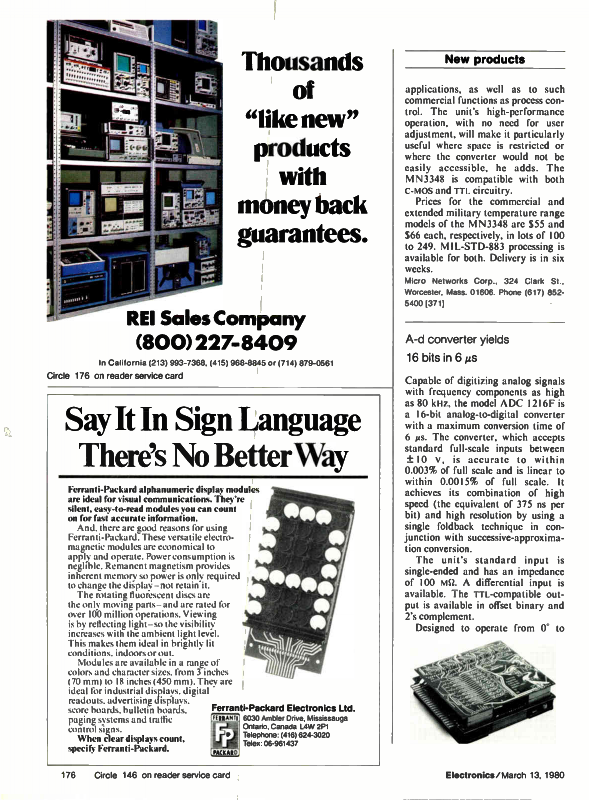 Thousands
of
“like new”
products
with
money back
guarantees.
REI Sales Company
(800) 227-8409
In California (213) 993-7368, (415) 968-8845 or (714) 879-0561
Circle 176 on reader service card
Say It In Sign Language
There's No Better Way
Ferranti-Packard alphanumeric display modules
are ideal for visual communications. They're
silent, easy-to-read modules you can count
on for fast accurate information.
And, there are good reasons for using
Ferranti-Packard. These versatile electro-
magnetic modules are economical to
apply and operate. Power consumption is
neglible. Remanent magnetism provides
inherent memory so power is only required
to change the display—not retain it.
The rotating fluorescent discs are
the only moving parts—and are rated for
over 100 million operations. Viewing
is by reflecting light—so the visibility
increases with the ambient light level.
This makes them ideal in brightly lit
conditions, indoors or out.
Modules are available in a range of
colors and character sizes, from 3 inches
(70 mm) to 18 inches (450 mm). They are
ideal for industrial displays, digital
readouts, advertising displays,
score boards, bulletin boards,
paging systems and traffic
control signs.
When clear displays count,
specify Ferranti-Packard.
Ferranti-Packard Electronics Ltd.
FERRANTI
FP
PACKARD
6030 Ambler Drive, Mississauga
Ontario, Canada L4W 2P1
Telephone: (416) 624-3020
Telex: 06-961437
New products
applications, as well as to such
commercial functions as process con-
trol. The unit's high-performance
operation, with no need for user
adjustment, will make it particularly
useful where space is restricted or
where the converter would not be
easily accessible, he adds. The
MN3348 is compatible with both
C-MOS and TTL circuitry.
Prices for the commercial and
extended military temperature range
models of the MN3348 are $55 and
$66 each, respectively, in lots of 100
to 249. MIL-STD-883 processing is
available for both. Delivery is in six
weeks.
Micro Networks Corp., 324 Clark St.,
Worcester, Mass. 01606. Phone (617) 852-
5400 [371]
A-d converter yields
16 bits in 6 μs
Capable of digitizing analog signals
with frequency components as high
as 80 kHz, the model ADC 1216F is
a 16-bit analog-to-digital converter
with a maximum conversion time of
6 μs. The converter, which accepts
standard full-scale inputs between
±10 V, is accurate to within
0.003% of full scale and is linear to
within 0.0015% of full scale. It
achieves its combination of high
speed (the equivalent of 375 ns per
bit) and high resolution by using a
single foldback technique in con-
junction with successive-approxima-
tion conversion.
The unit's standard input is
single-ended and has an impedance
of 100 MΩ. A differential input is
available. The TTL-compatible out-
put is available in offset binary and
2's complement.
Designed to operate from 0° to
176 Circle 146 on reader service card
Electronics/March 13, 1980